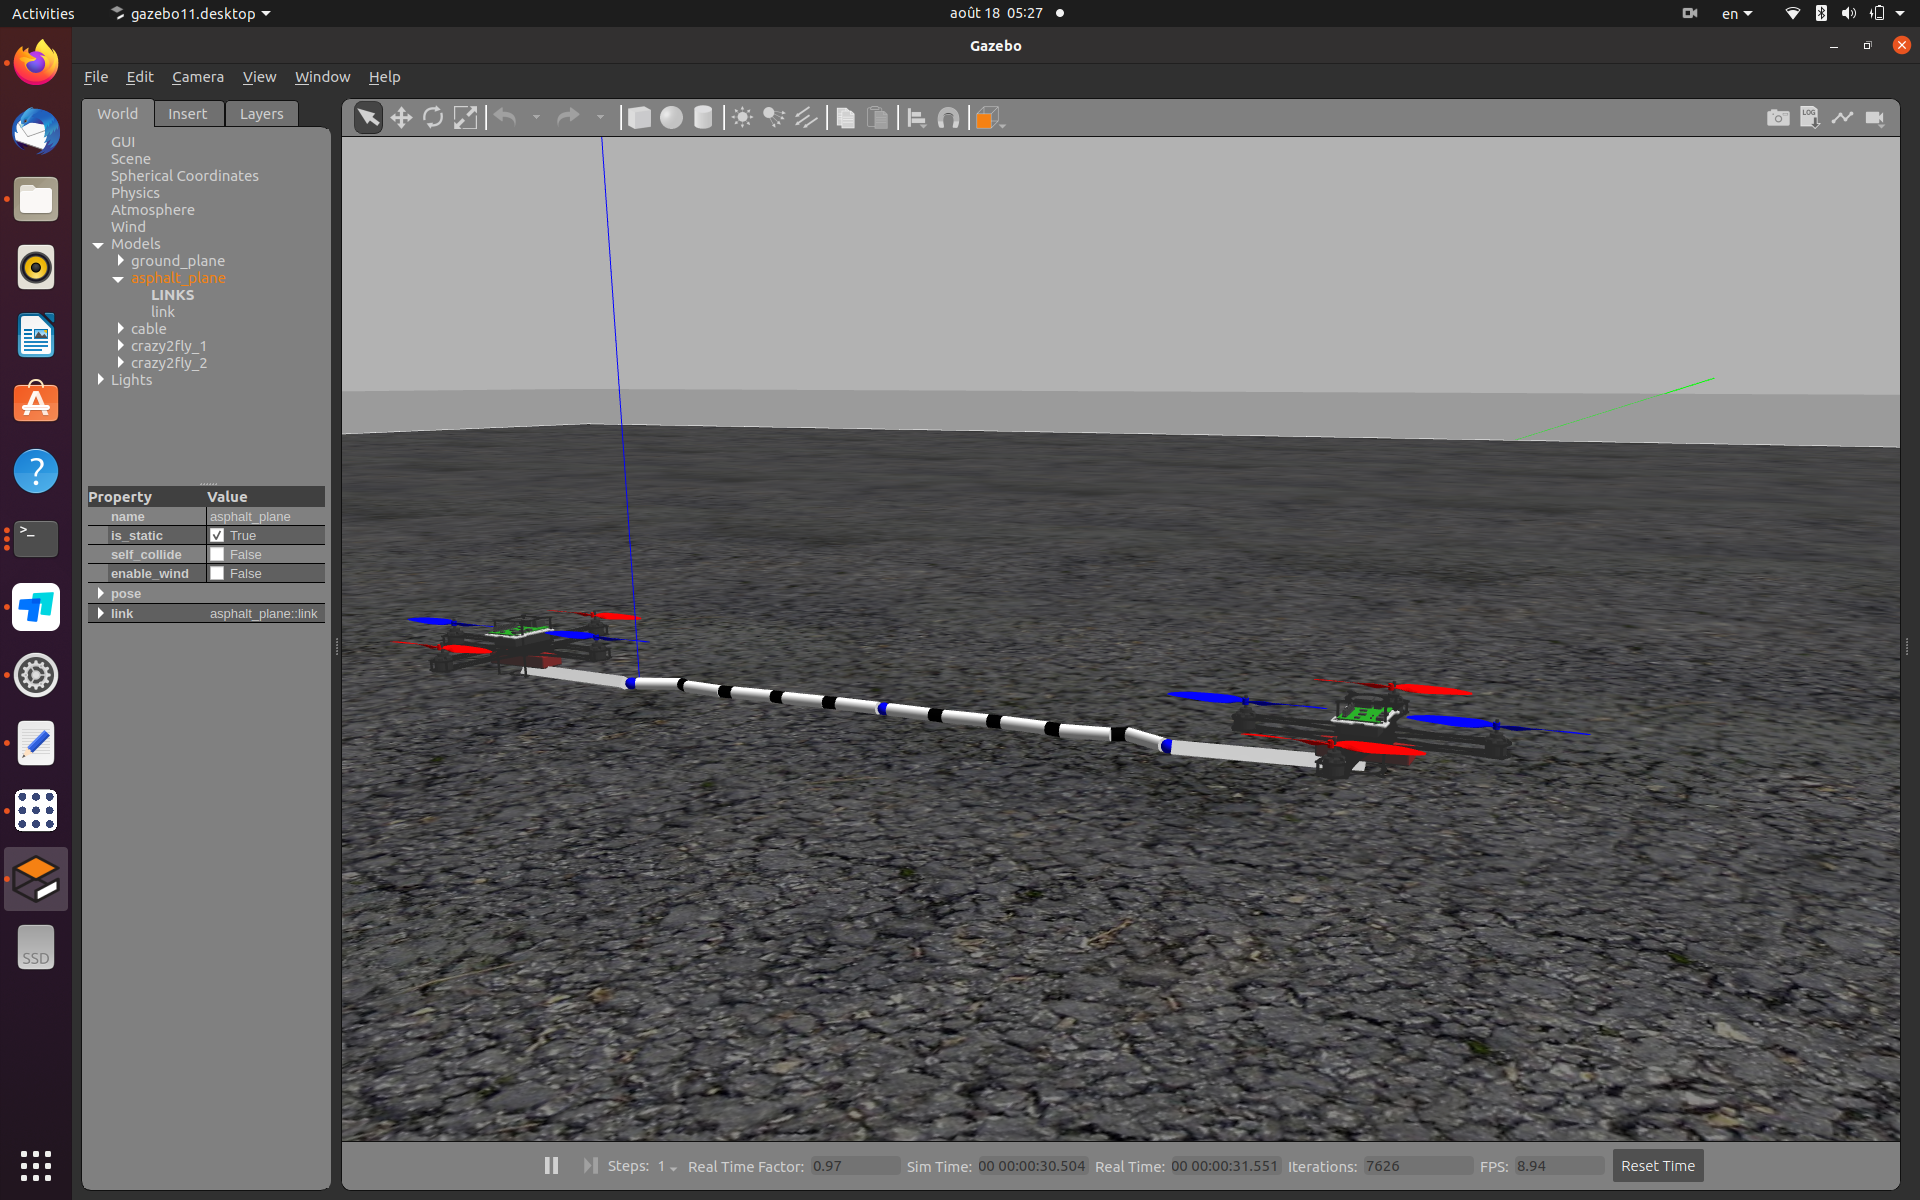 Activities
gazebo11.desktop
août 18 05:27
en
Gazebo
File Edit Camera View Window Help
World Insert Layers
LOG
GUI
Scene
Spherical Coordinates
Physics
Atmosphere
Wind
Models
ground_plane
asphalt_plane
LINKS
link
cable
crazy2fly_1
crazy2fly_2
Lights
Property Value
name asphalt_plane
is_static True
self_collide False
enable_wind False
pose
link asphalt_plane::link
>_
?
SSD
Steps: 1 Real Time Factor: 0.97 Sim Time: 00 00:00:30.504 Real Time: 00 00:00:31.551 Iterations: 7626 FPS: 8.94 Reset Time